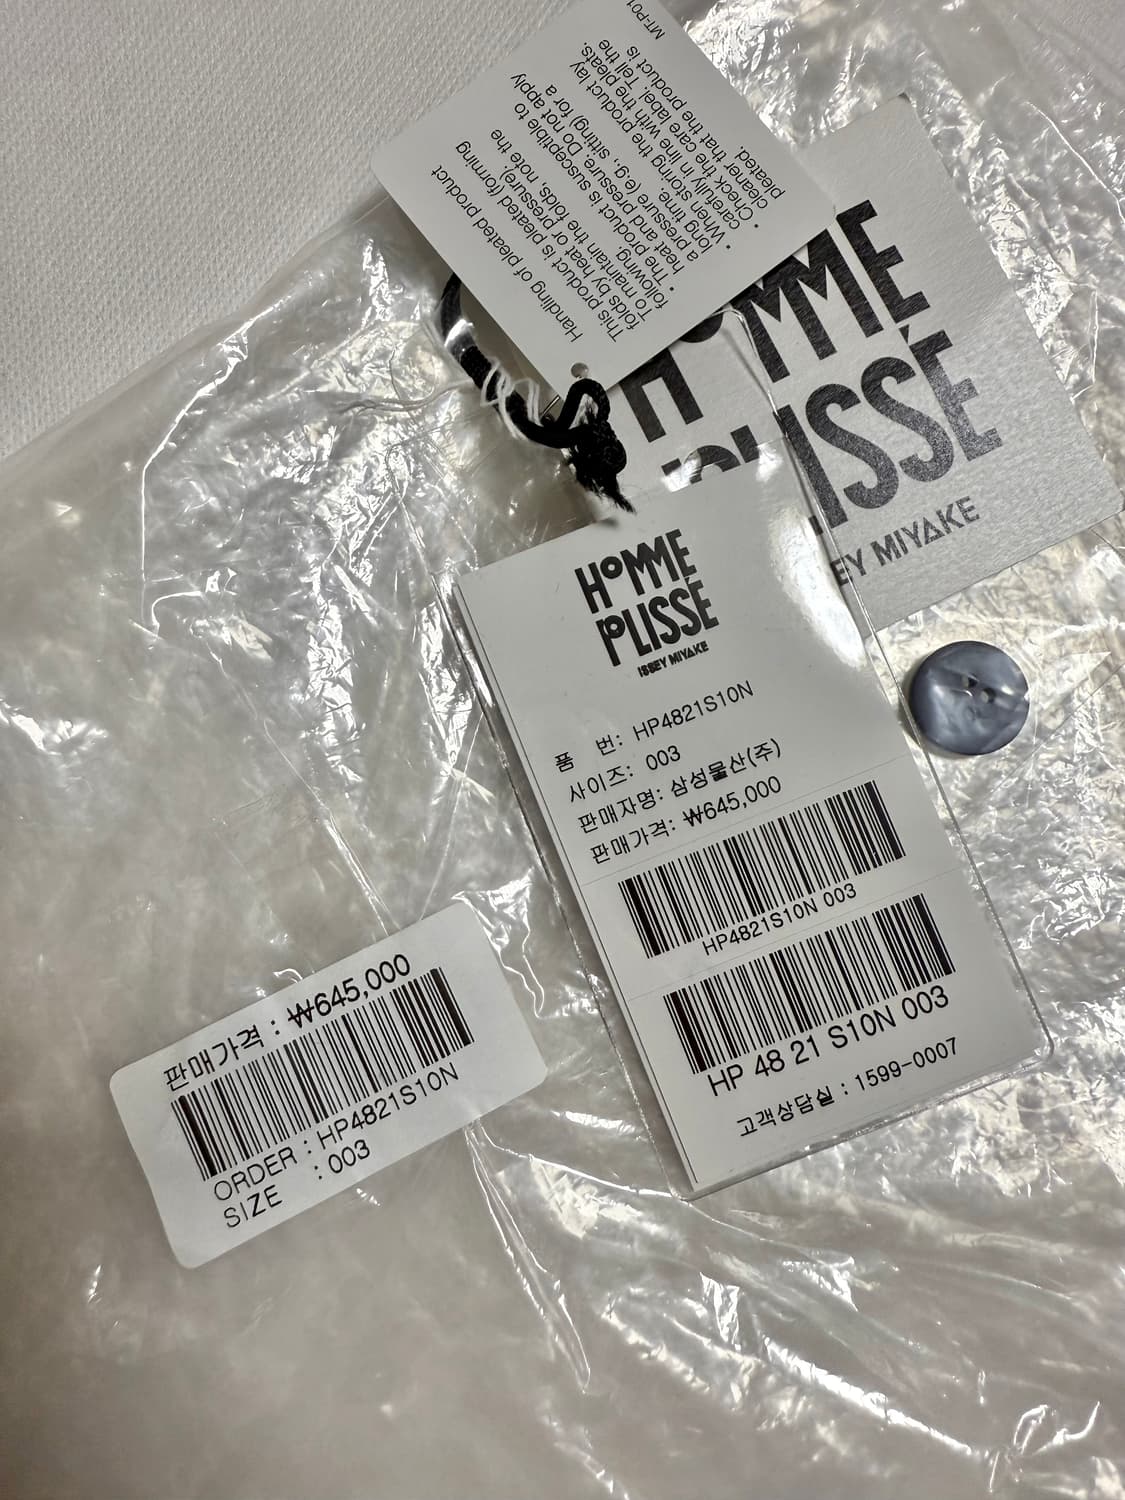 MT-P01
Handling of pleated product
This product is pleated (forming
folds by heat or pressure).
To maintain the folds, note the
following.
• The product is susceptible to
heat and pressure. Do not apply
a pressure (e.g., sitting) for a
long time.
• When storing the product lay
carefully in line with the pleats.
• Check the care label. Tell the
cleaner that the product is
pleated.
HOMME
PLISSÉ
EY MIYAKE
HOMME
PLISSÉ
ISSEY MIYAKE
품 번: HP4821S10N
사이즈: 003
판매자명: 삼성물산(주)
판매가격: ₩645,000
HP4821S10N 003
HP 48 21 S10N 003
고객상담실 : 1599-0007
판매가격 : ₩645,000
ORDER : HP4821S10N
SIZE : 003